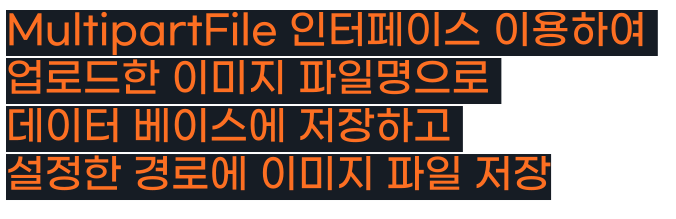 MultipartFile 인터페이스 이용하여
업로드한 이미지 파일명으로
데이터 베이스에 저장하고
설정한 경로에 이미지 파일 저장